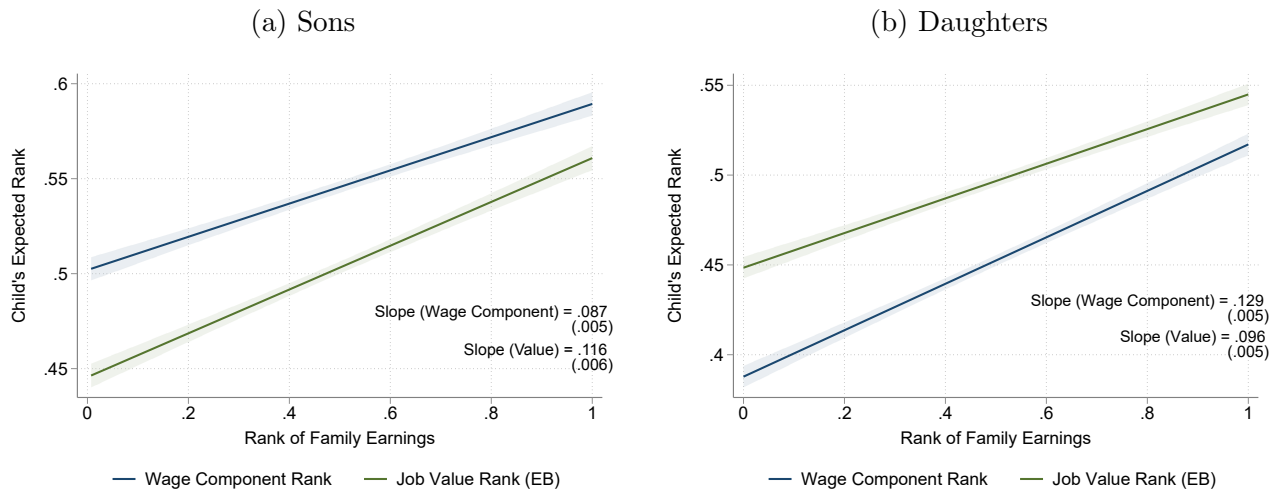 (a) Sons
.6
.55
.5
.45
Child's Expected Rank
Slope (Wage Component) = .087
(.005)
Slope (Value) = .116
(.006)
0 .2 .4 .6 .8 1
Rank of Family Earnings
Wage Component Rank Job Value Rank (EB)
(b) Daughters
.55
.5
.45
.4
Child's Expected Rank
Slope (Wage Component) = .129
(.005)
Slope (Value) = .096
(.005)
0 .2 .4 .6 .8 1
Rank of Family Earnings
Wage Component Rank Job Value Rank (EB)